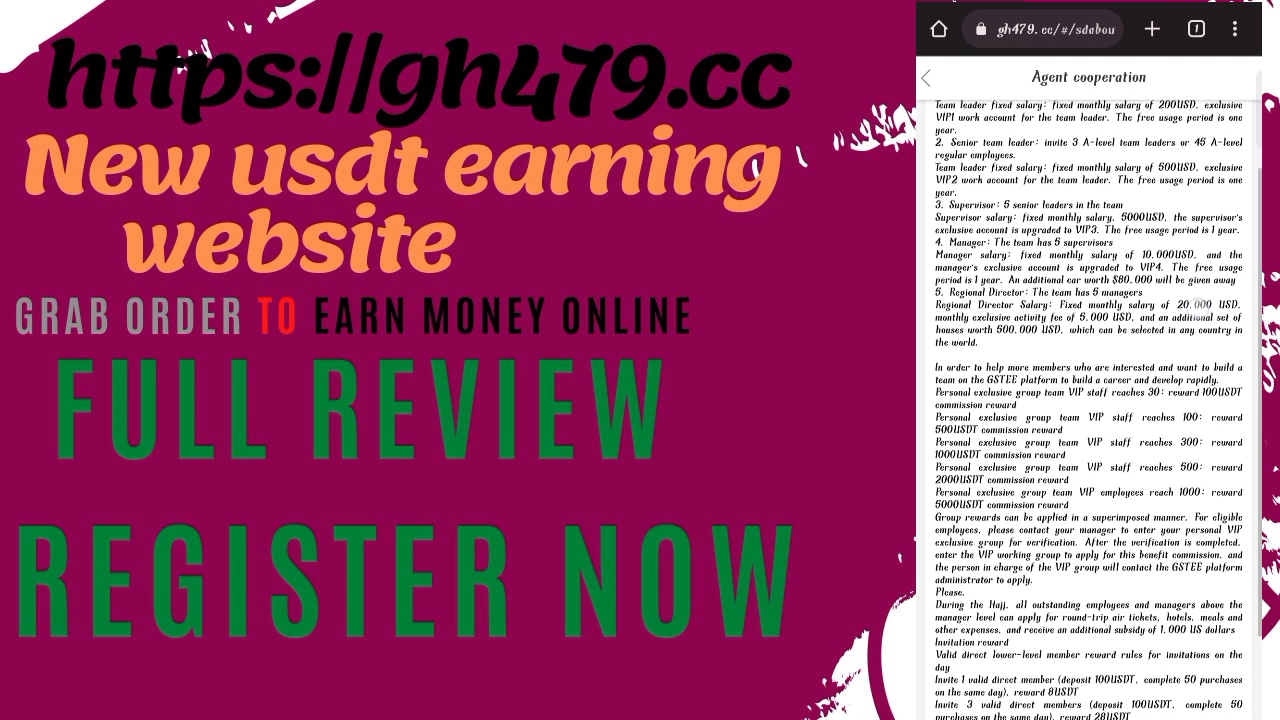 https://gh479.cc
New usdt earning
website
GRAB ORDER TO EARN MONEY ONLINE
FULL REVIEW
REGISTER NOW
gh479.cc/#/sdabou
1
Agent cooperation
Team leader fixed salary: fixed monthly salary of 200USD, exclusive
VIP1 work account for the team leader. The free usage period is one
year.
2. Senior team leader: invite 3 A-level team leaders or 45 A-level
regular employees.
Team leader fixed salary: fixed monthly salary of 500USD, exclusive
VIP2 work account for the team leader. The free usage period is one
year.
3. Supervisor: 5 senior leaders in the team
Supervisor salary: fixed monthly salary, 5000USD, the supervisor's
exclusive account is upgraded to VIP3. The free usage period is 1 year.
4. Manager: The team has 5 supervisors
Manager salary: fixed monthly salary of 10,000USD, and the
manager's exclusive account is upgraded to VIP4. The free usage
period is 1 year. An additional car worth $80,000 will be given away
5. Regional Director: The team has 5 managers
Regional Director Salary: Fixed monthly salary of 20,000 USD,
monthly exclusive activity fee of 5,000 USD, and an additional set of
houses worth 500,000 USD, which can be selected in any country in
the world.
In order to help more members who are interested and want to build a
team on the GSTEE platform to build a career and develop rapidly.
Personal exclusive group team VIP staff reaches 30: reward 100USDT
commission reward
Personal exclusive group team VIP staff reaches 100: reward
500USDT commission reward
Personal exclusive group team VIP staff reaches 300: reward
1000USDT commission reward
Personal exclusive group team VIP staff reaches 500: reward
2000USDT commission reward
Personal exclusive group team VIP employees reach 1000: reward
5000USDT commission reward
Group rewards can be applied in a superimposed manner. For eligible
employees, please contact your manager to enter your personal VIP
exclusive group for verification. After the verification is completed,
enter the VIP working group to apply for this benefit commission, and
the person in charge of the VIP group will contact the GSTEE platform
administrator to apply.
Please.
During the Hajj, all outstanding employees and managers above the
manager level can apply for round-trip air tickets, hotels, meals and
other expenses, and receive an additional subsidy of 1,000 US dollars
Invitation reward
Valid direct lower-level member reward rules for invitations on the
day
Invite 1 valid direct member (deposit 100USDT, complete 50 purchases
on the same day), reward 8USDT
Invite 3 valid direct members (deposit 100USDT, complete 50
purchases on the same day), reward 28USDT